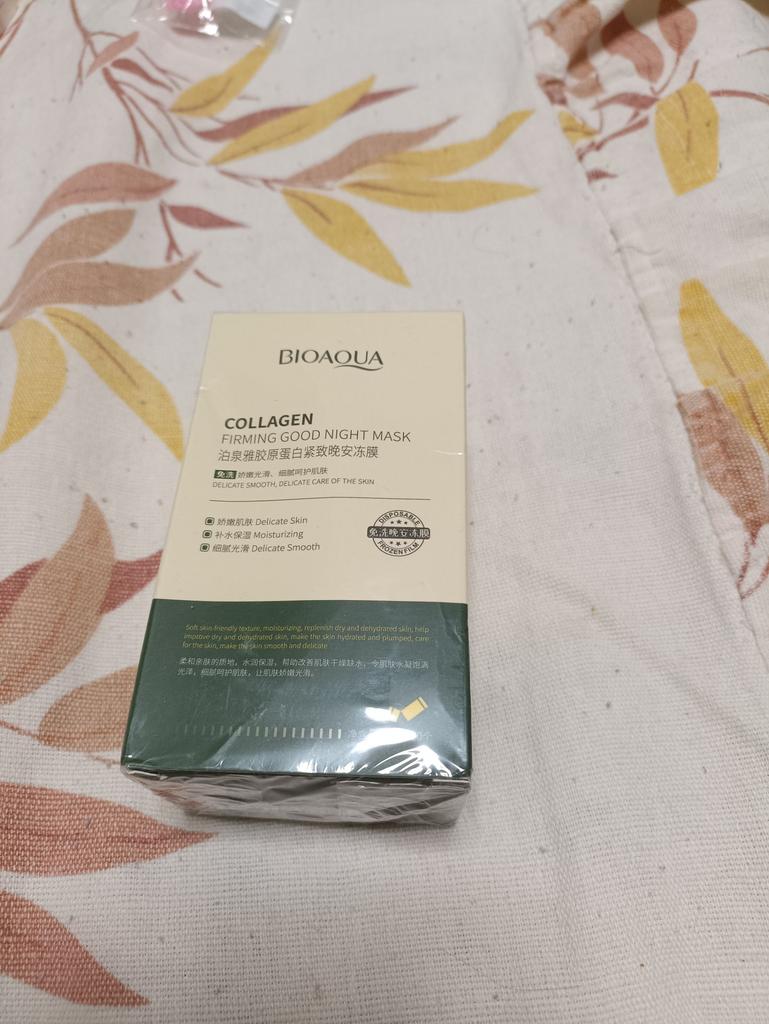 BIOAQUA
COLLAGEN
FIRMING GOOD NIGHT MASK
泊泉雅胶原蛋白紧致晚安冻膜
免洗 娇嫩光滑、细腻呵护肌肤
DELICATE SMOOTH, DELICATE CARE OF THE SKIN
娇嫩肌肤 Delicate Skin
补水保湿 Moisturizing
细腻光滑 Delicate Smooth
DISPOSABLE
免洗晚安冻膜
FROZEN FILM
Soft skin-friendly texture, moisturizing, replenish dry and dehydrated skin, help
improve dry and dehydrated skin, make the skin hydrated and plumped, care
for the skin, make the skin smooth and delicate
柔和亲肤的质地，水润保湿，帮助改善肌肤干燥缺水，令肌肤水凝饱满
光泽，细腻呵护肌肤，让肌肤娇嫩光滑。